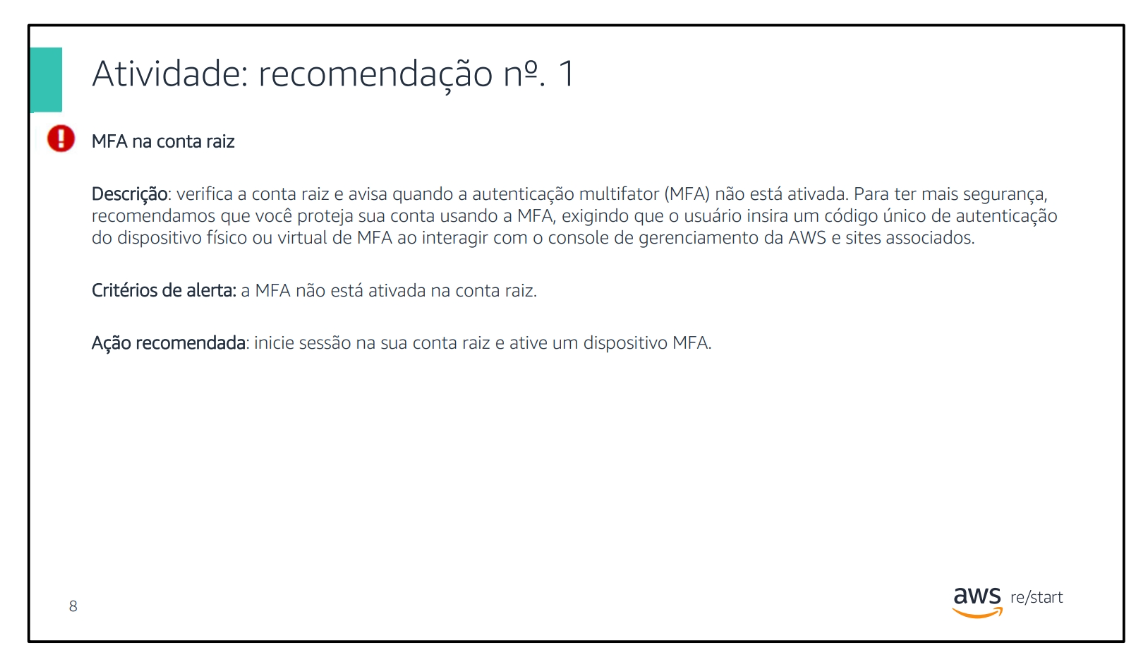 Atividade: recomendação nº. 1
MFA na conta raiz
Descrição: verifica a conta raiz e avisa quando a autenticação multifator (MFA) não está ativada. Para ter mais segurança,
recomendamos que você proteja sua conta usando a MFA, exigindo que o usuário insira um código único de autenticação
do dispositivo físico ou virtual de MFA ao interagir com o console de gerenciamento da AWS e sites associados.
Critérios de alerta: a MFA não está ativada na conta raiz.
Ação recomendada: inicie sessão na sua conta raiz e ative um dispositivo MFA.
8
aws re/start